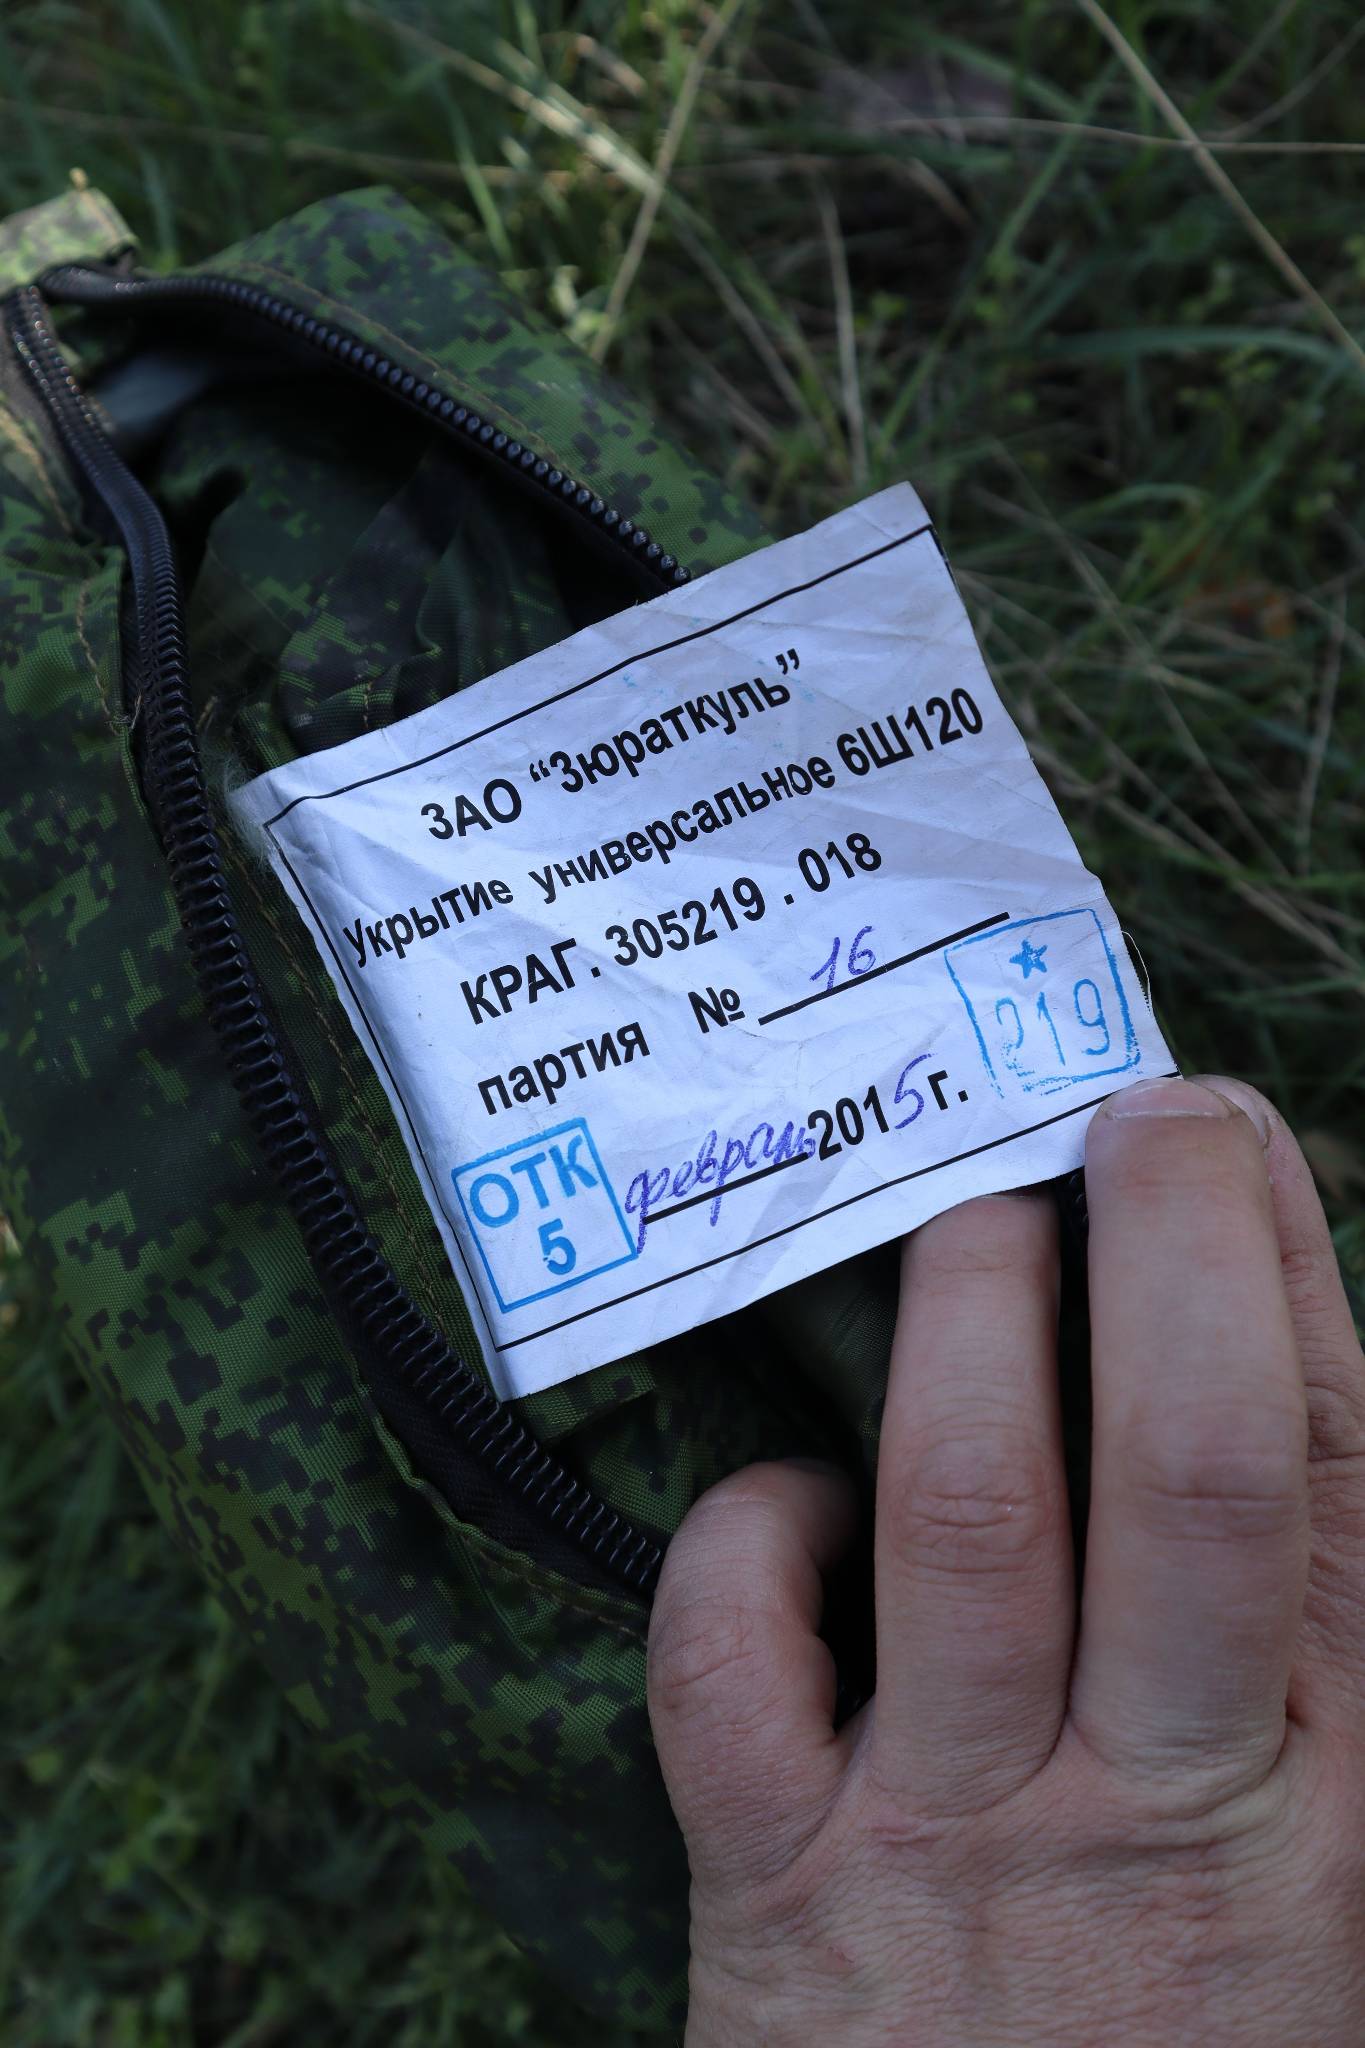 ЗАО “Зюраткуль”
Укрытие универсальное 6Ш120
КРАГ. 305219 . 018
партия № 16
219
февраль 2015 г.
ОТК
5